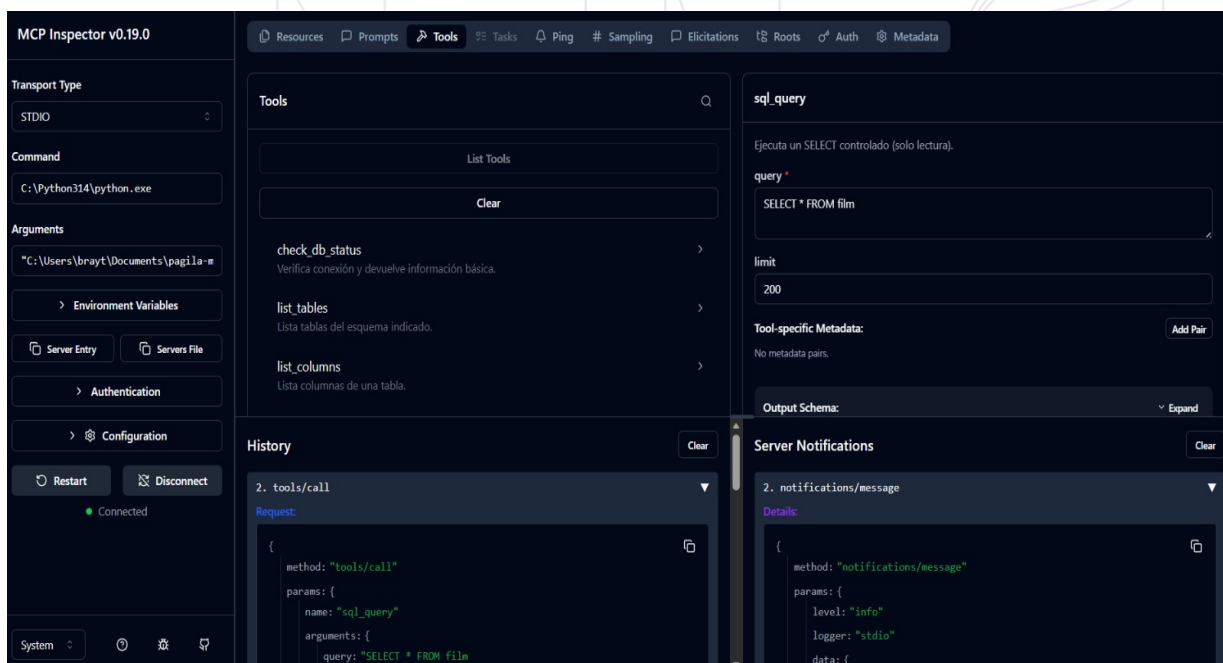 MCP Inspector v0.19.0
Resources Prompts Tools Tasks Ping # Sampling Elicitations Roots Auth Metadata
Transport Type
STDIO
Command
C:\Python314\python.exe
Arguments
"C:\Users\brayt\Documents\pagila-m
> Environment Variables
Server Entry Servers File
> Authentication
> Configuration
Restart Disconnect
Connected
System
Tools
List Tools
Clear
check_db_status
Verifica conexión y devuelve información básica.
list_tables
Lista tablas del esquema indicado.
list_columns
Lista columnas de una tabla.
sql_query
Ejecuta un SELECT controlado (solo lectura).
query *
SELECT * FROM film
limit
200
Tool-specific Metadata: Add Pair
No metadata pairs.
Output Schema: Expand
History Clear
2. tools/call
Request:
{
method: "tools/call"
params: {
name: "sql_query"
arguments: {
query: "SELECT * FROM film
Server Notifications Clear
2. notifications/message
Details:
{
method: "notifications/message"
params: {
level: "info"
logger: "stdio"
data: {